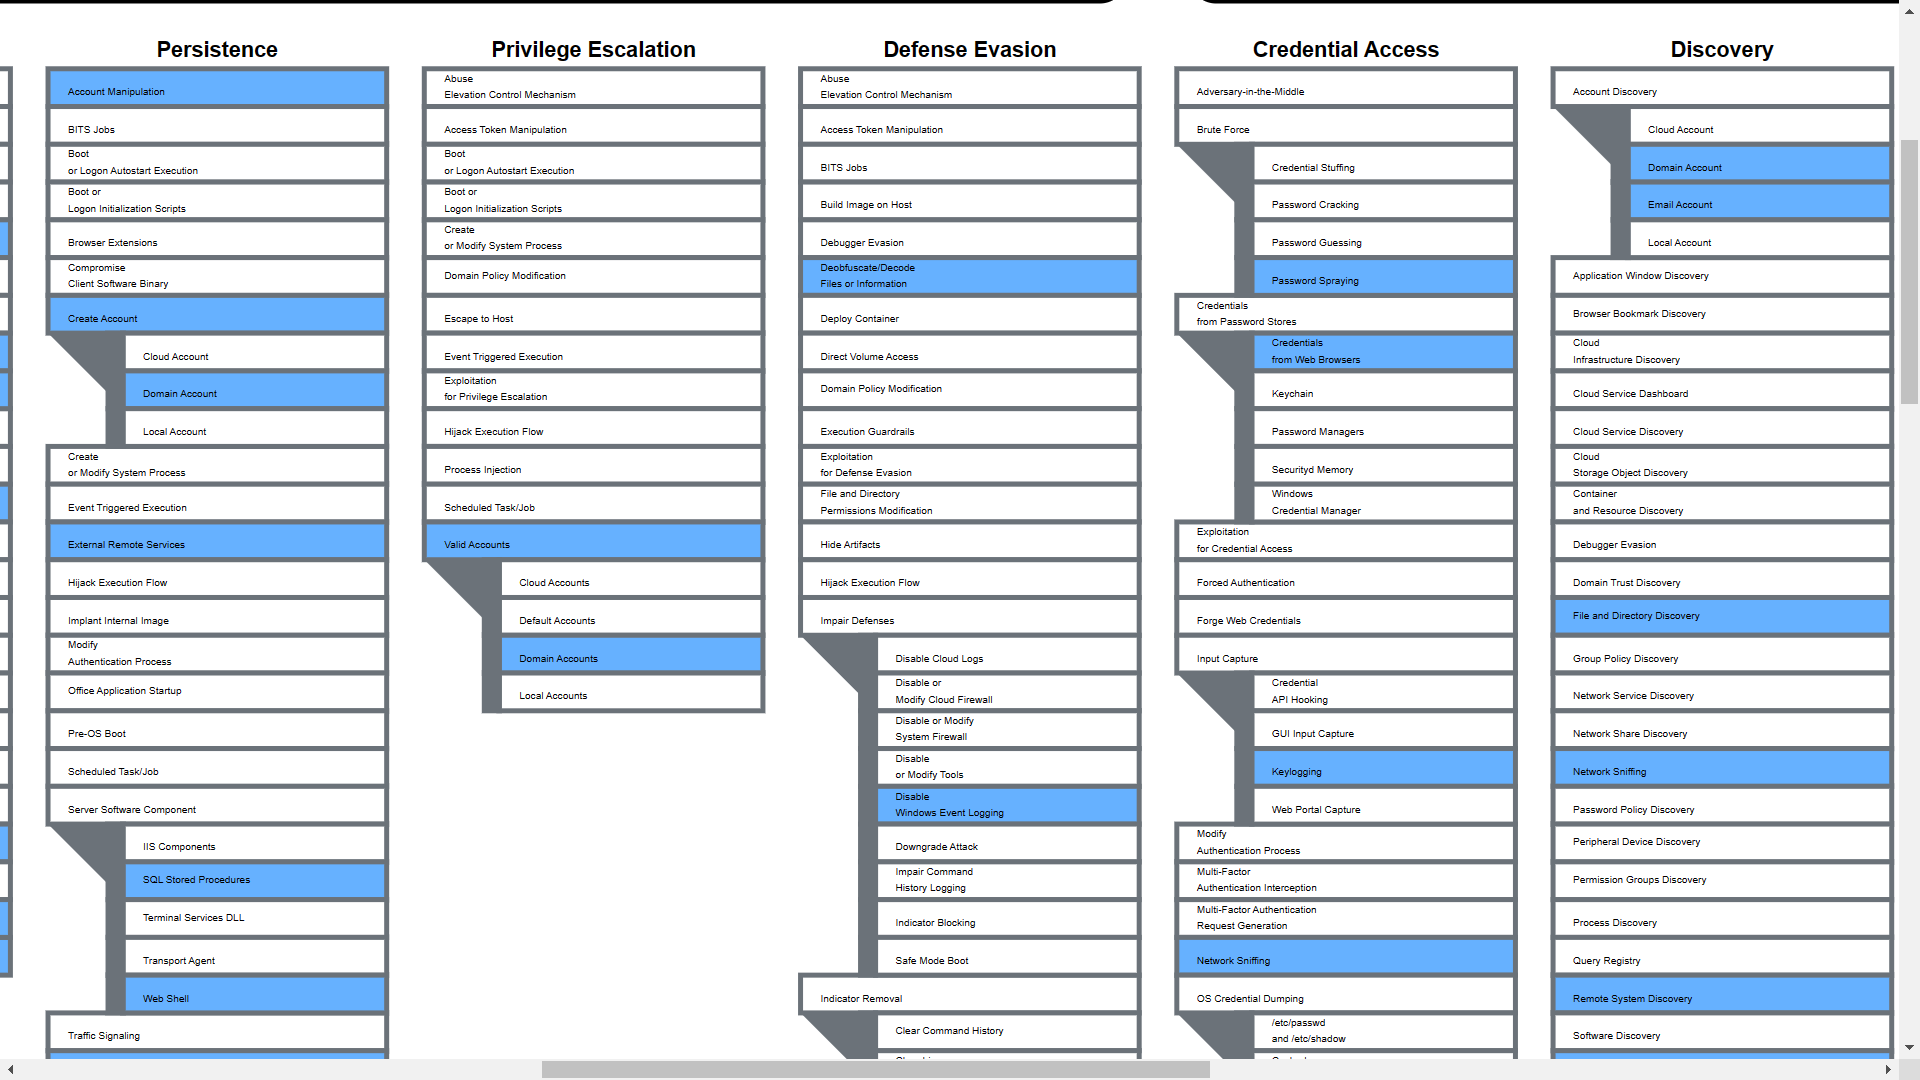 Persistence
Account Manipulation
BITS Jobs
Boot
or Logon Autostart Execution
Boot or
Logon Initialization Scripts
Browser Extensions
Compromise
Client Software Binary
Create Account
Cloud Account
Domain Account
Local Account
Create
or Modify System Process
Event Triggered Execution
External Remote Services
Hijack Execution Flow
Implant Internal Image
Modify
Authentication Process
Office Application Startup
Pre-OS Boot
Scheduled Task/Job
Server Software Component
IIS Components
SQL Stored Procedures
Terminal Services DLL
Transport Agent
Web Shell
Traffic Signaling
Privilege Escalation
Abuse
Elevation Control Mechanism
Access Token Manipulation
Boot
or Logon Autostart Execution
Boot or
Logon Initialization Scripts
Create
or Modify System Process
Domain Policy Modification
Escape to Host
Event Triggered Execution
Exploitation
for Privilege Escalation
Hijack Execution Flow
Process Injection
Scheduled Task/Job
Valid Accounts
Cloud Accounts
Default Accounts
Domain Accounts
Local Accounts
Defense Evasion
Abuse
Elevation Control Mechanism
Access Token Manipulation
BITS Jobs
Build Image on Host
Debugger Evasion
Deobfuscate/Decode
Files or Information
Deploy Container
Direct Volume Access
Domain Policy Modification
Execution Guardrails
Exploitation
for Defense Evasion
File and Directory
Permissions Modification
Hide Artifacts
Hijack Execution Flow
Impair Defenses
Disable Cloud Logs
Disable or
Modify Cloud Firewall
Disable or Modify
System Firewall
Disable
or Modify Tools
Disable
Windows Event Logging
Downgrade Attack
Impair Command
History Logging
Indicator Blocking
Safe Mode Boot
Indicator Removal
Clear Command History
Credential Access
Adversary-in-the-Middle
Brute Force
Credential Stuffing
Password Cracking
Password Guessing
Password Spraying
Credentials
from Password Stores
Credentials
from Web Browsers
Keychain
Password Managers
Securityd Memory
Windows
Credential Manager
Exploitation
for Credential Access
Forced Authentication
Forge Web Credentials
Input Capture
Credential
API Hooking
GUI Input Capture
Keylogging
Web Portal Capture
Modify
Authentication Process
Multi-Factor
Authentication Interception
Multi-Factor Authentication
Request Generation
Network Sniffing
OS Credential Dumping
/etc/passwd
and /etc/shadow
Discovery
Account Discovery
Cloud Account
Domain Account
Email Account
Local Account
Application Window Discovery
Browser Bookmark Discovery
Cloud
Infrastructure Discovery
Cloud Service Dashboard
Cloud Service Discovery
Cloud
Storage Object Discovery
Container
and Resource Discovery
Debugger Evasion
Domain Trust Discovery
File and Directory Discovery
Group Policy Discovery
Network Service Discovery
Network Share Discovery
Network Sniffing
Password Policy Discovery
Peripheral Device Discovery
Permission Groups Discovery
Process Discovery
Query Registry
Remote System Discovery
Software Discovery